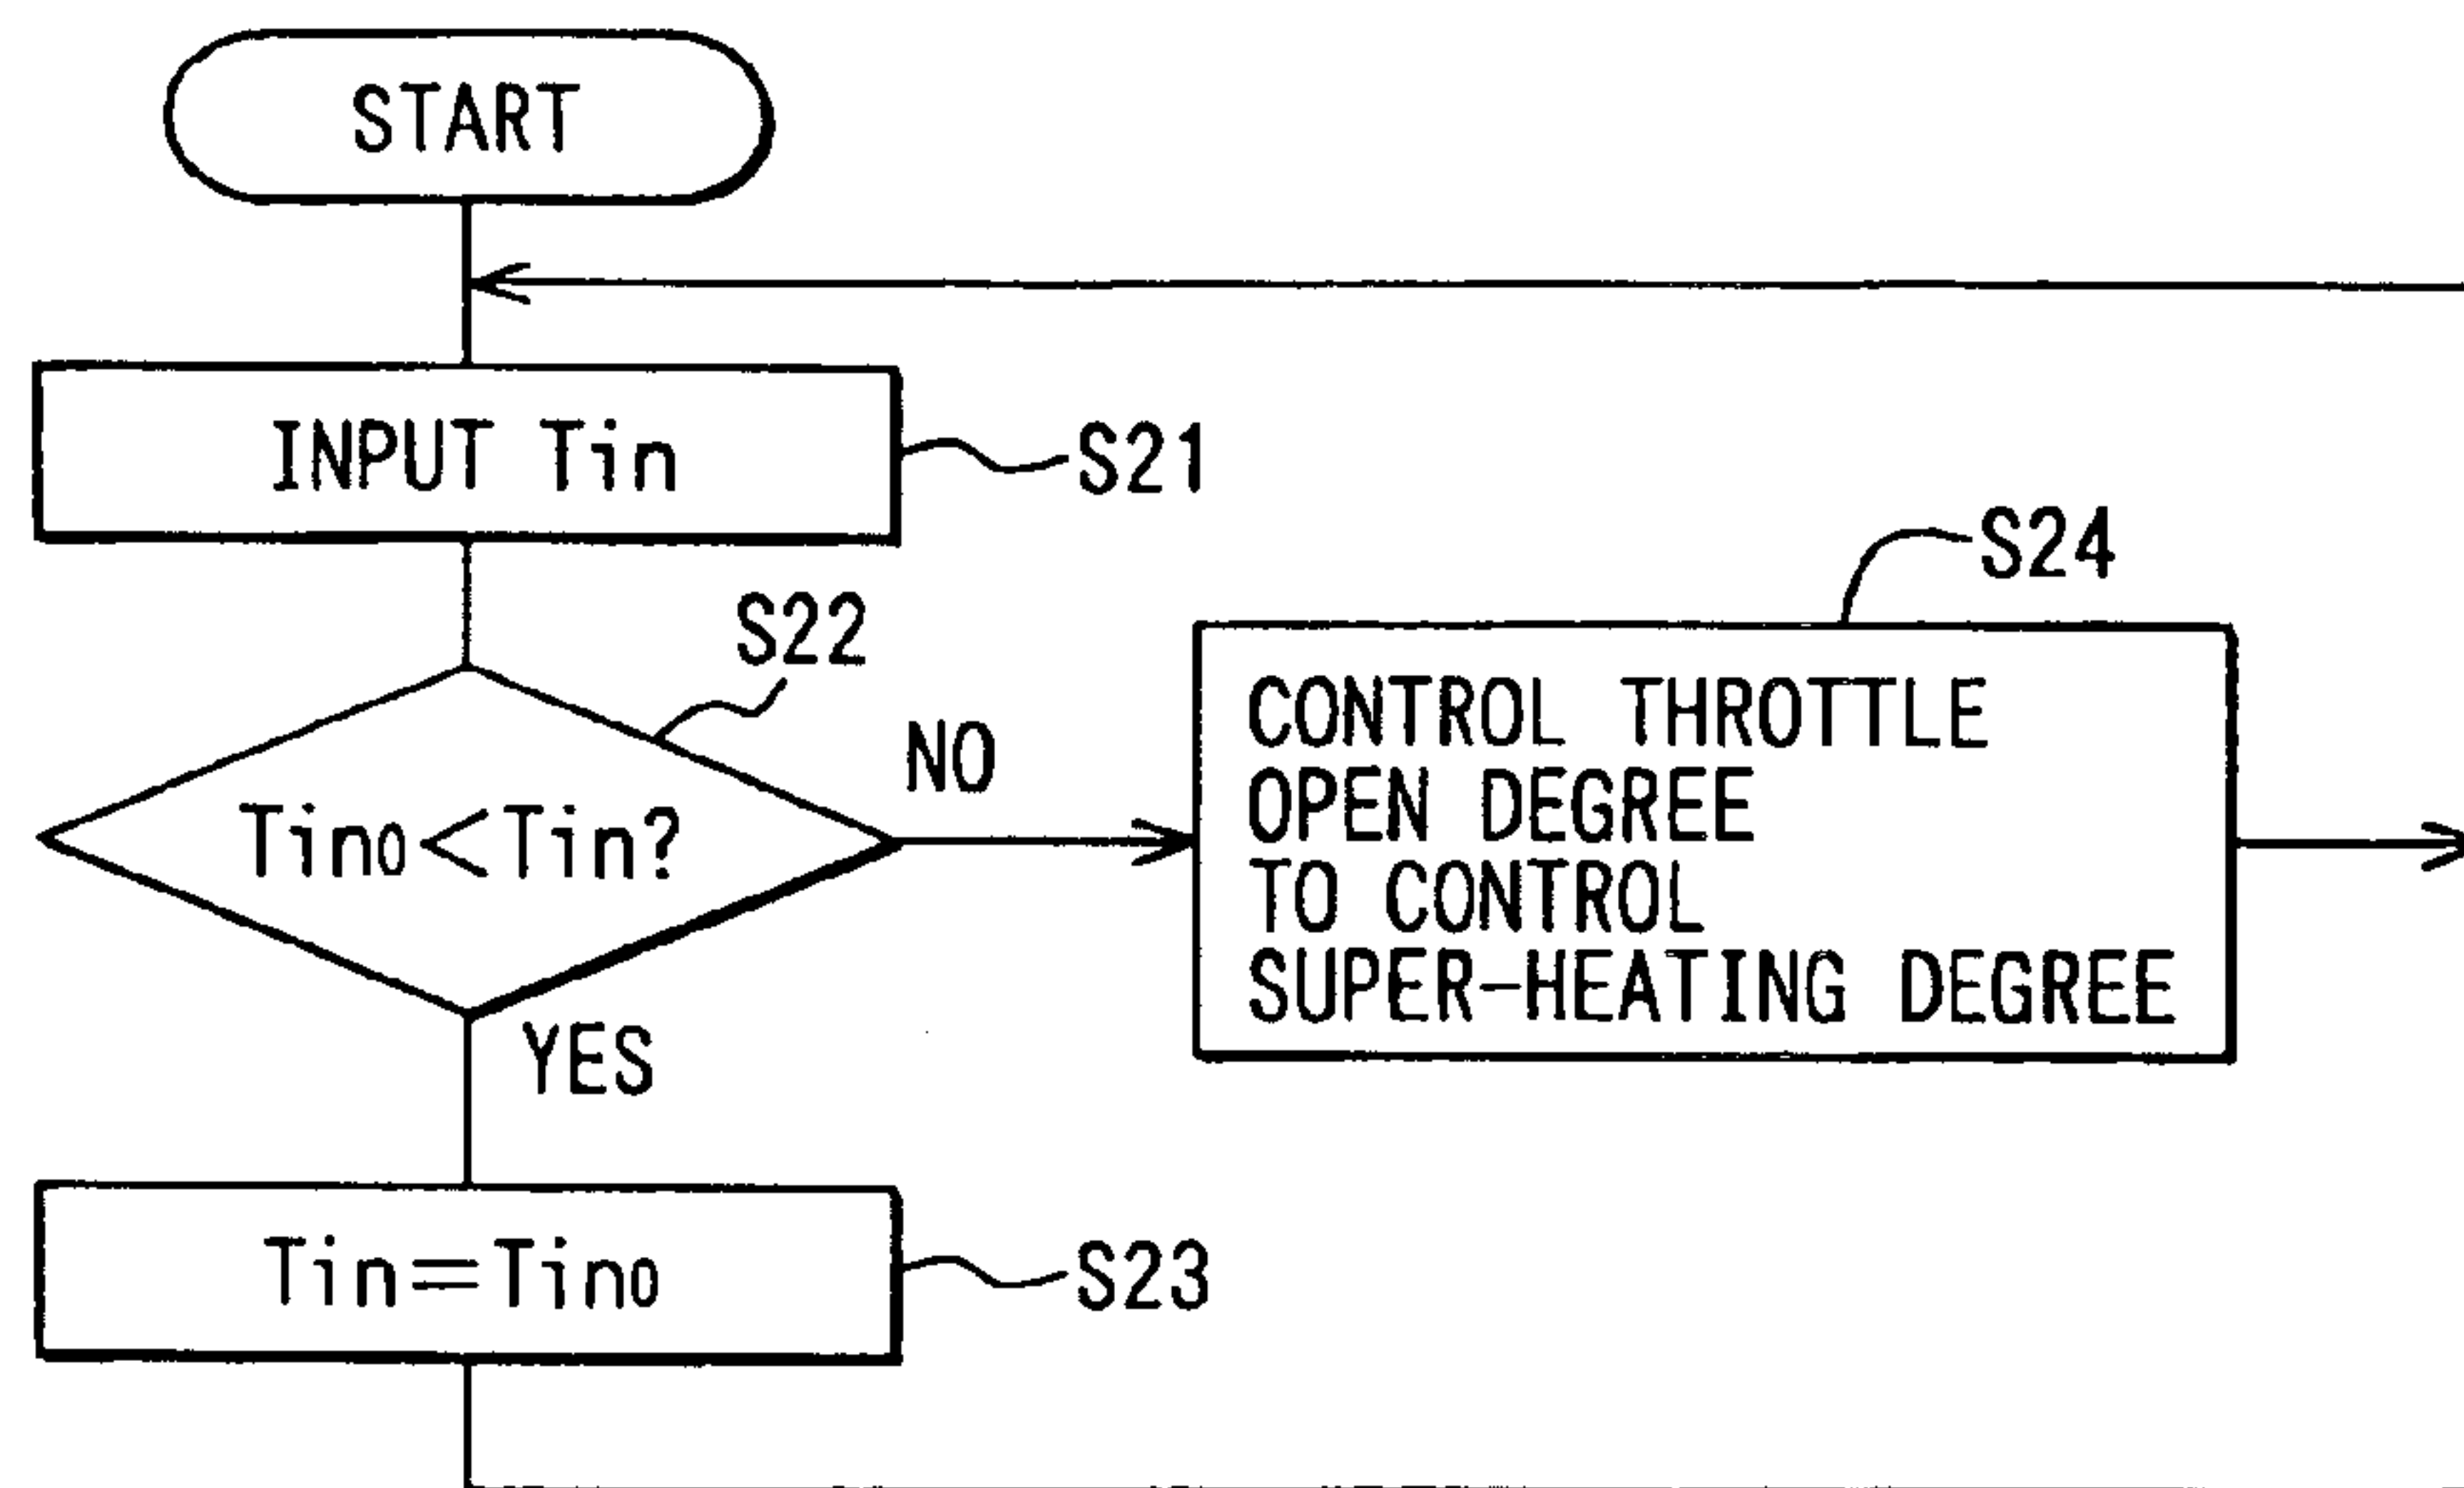 START
INPUT Tin
S21
S22
Tin0<Tin?
NO
YES
S24
CONTROL THROTTLE
OPEN DEGREE
TO CONTROL
SUPER-HEATING DEGREE
Tin=Tin0
S23